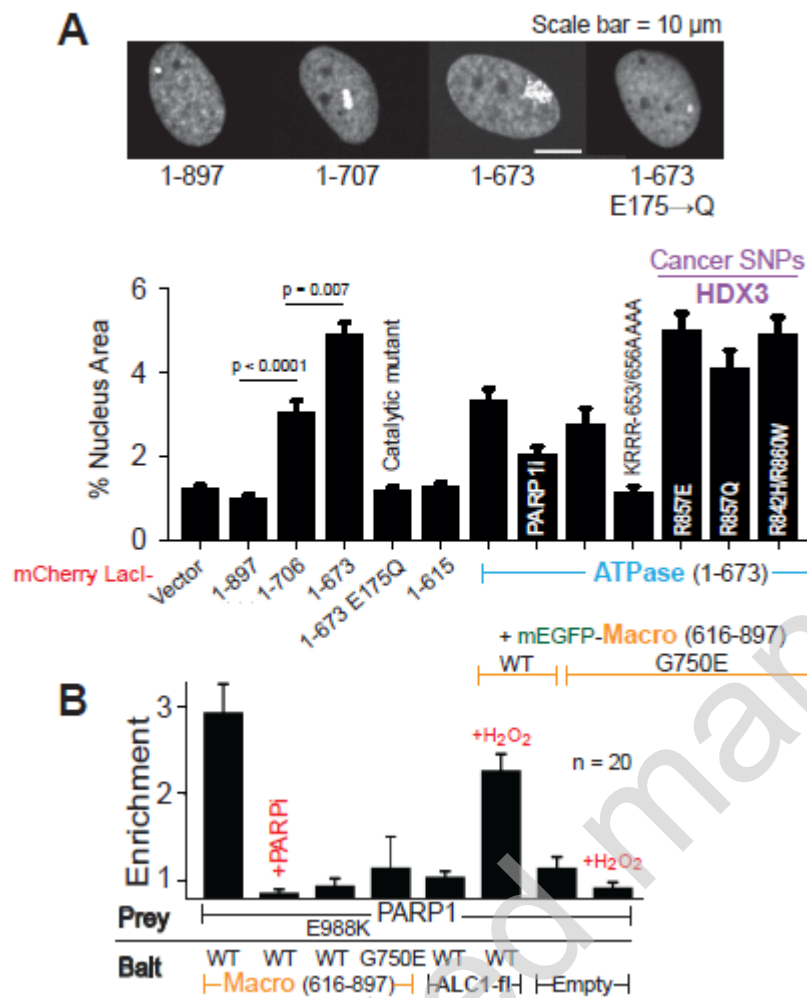 A
Scale bar = 10 µm
1-897
1-707
1-673
1-673
E175→Q
Cancer SNPs
HDX3
6
4
2
0
% Nucleus Area
p < 0.0001
p = 0.007
Catalytic mutant
PARP1i
KRRR-653/656AAAA
R857E
R857Q
R842H/R860W
mCherry LacI-
Vector
1-897
1-706
1-673
1-673 E175Q
1-615
ATPase (1-673)
+ mEGFP-Macro (616-897)
WT
G750E
B
3
2
1
Enrichment
+PARPi
+H2O2
n = 20
+H2O2
Prey
PARP1
E988K
Bait
WT WT WT G750E WT WT
Macro (616-897)
ALC1-fl
Empty